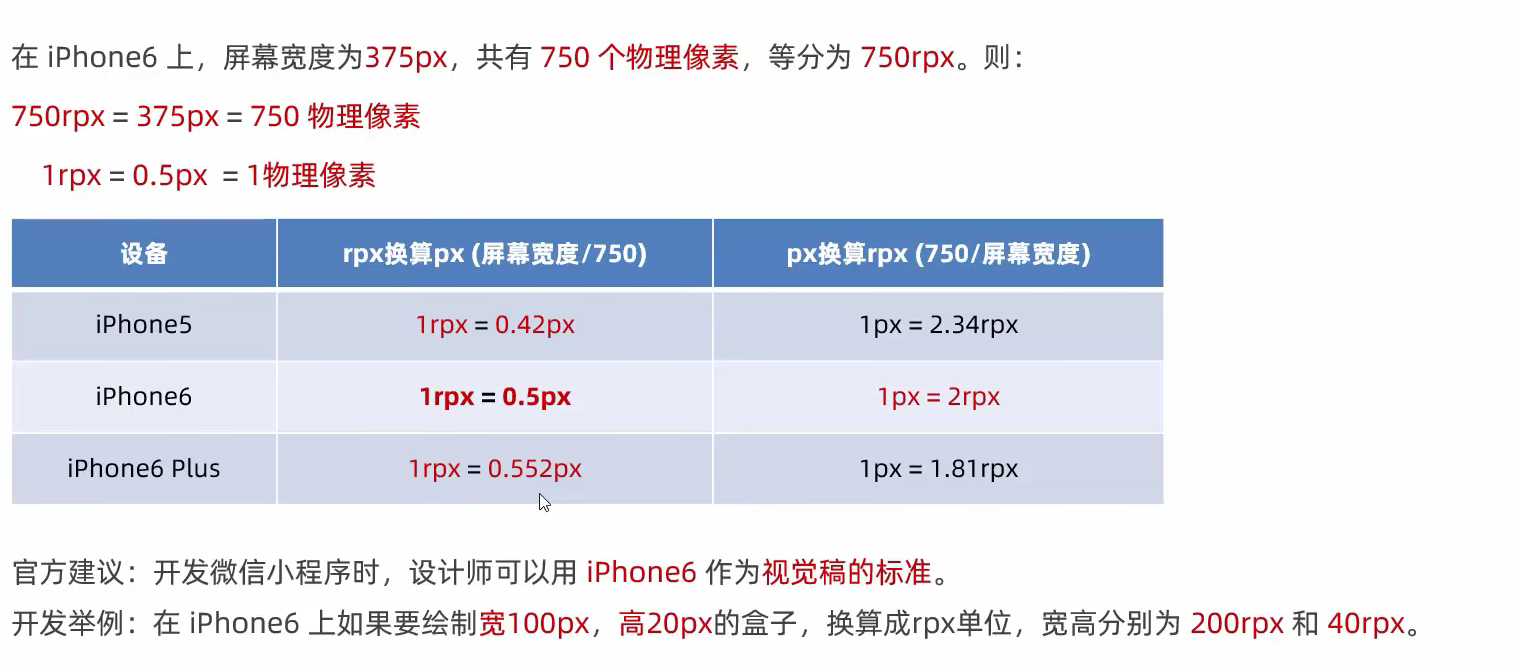 在 iPhone6 上，屏幕宽度为375px，共有 750 个物理像素，等分为 750rpx。则：
750rpx = 375px = 750 物理像素
1rpx = 0.5px = 1物理像素
设备 rpx换算px (屏幕宽度/750) px换算rpx (750/屏幕宽度)
iPhone5 1rpx = 0.42px 1px = 2.34rpx
iPhone6 1rpx = 0.5px 1px = 2rpx
iPhone6 Plus 1rpx = 0.552px 1px = 1.81rpx
官方建议：开发微信小程序时，设计师可以用 iPhone6 作为视觉稿的标准。
开发举例：在 iPhone6 上如果要绘制宽100px，高20px的盒子，换算成rpx单位，宽高分别为 200rpx 和 40rpx。